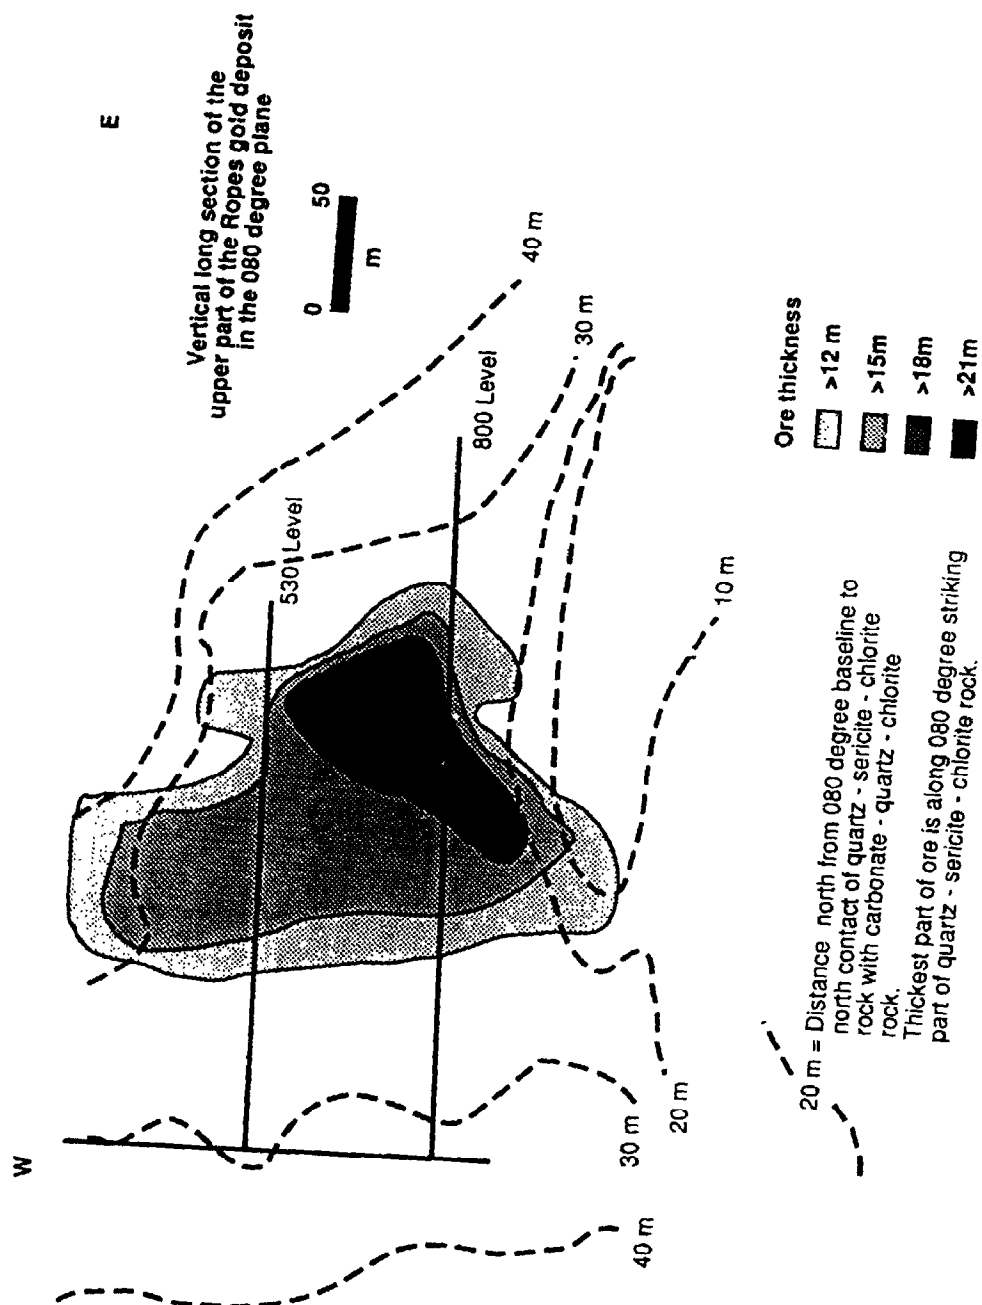 W
E
Vertical long section of the
upper part of the Ropes gold deposit
in the 080 degree plane
0
50
m
530 Level
800 Level
40 m
30 m
10 m
20 m
30 m
40 m
Ore thickness
>12 m
>15m
>18m
>21m
20 m = Distance north from 080 degree baseline to
north contact of quartz - sericite - chlorite
rock with carbonate - quartz - chlorite
rock.
Thickest part of ore is along 080 degree striking
part of quartz - sericite - chlorite rock.